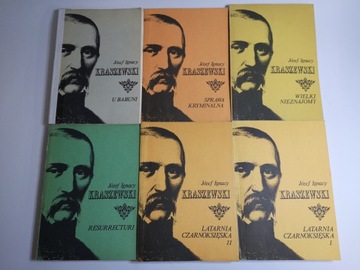 Józef Ignacy
KRASZEWSKI
U BABUNI
Józef Ignacy
KRASZEWSKI
SPRAWA
KRYMINALNA
Józef Ignacy
KRASZEWSKI
WIELKI
NIEZNAJOMY
Józef Ignacy
KRASZEWSKI
RESURRECTURI
Józef Ignacy
KRASZEWSKI
LATARNIA
CZARNOKSIĘSKA
II
Józef Ignacy
KRASZEWSKI
LATARNIA
CZARNOKSIĘSKA
I